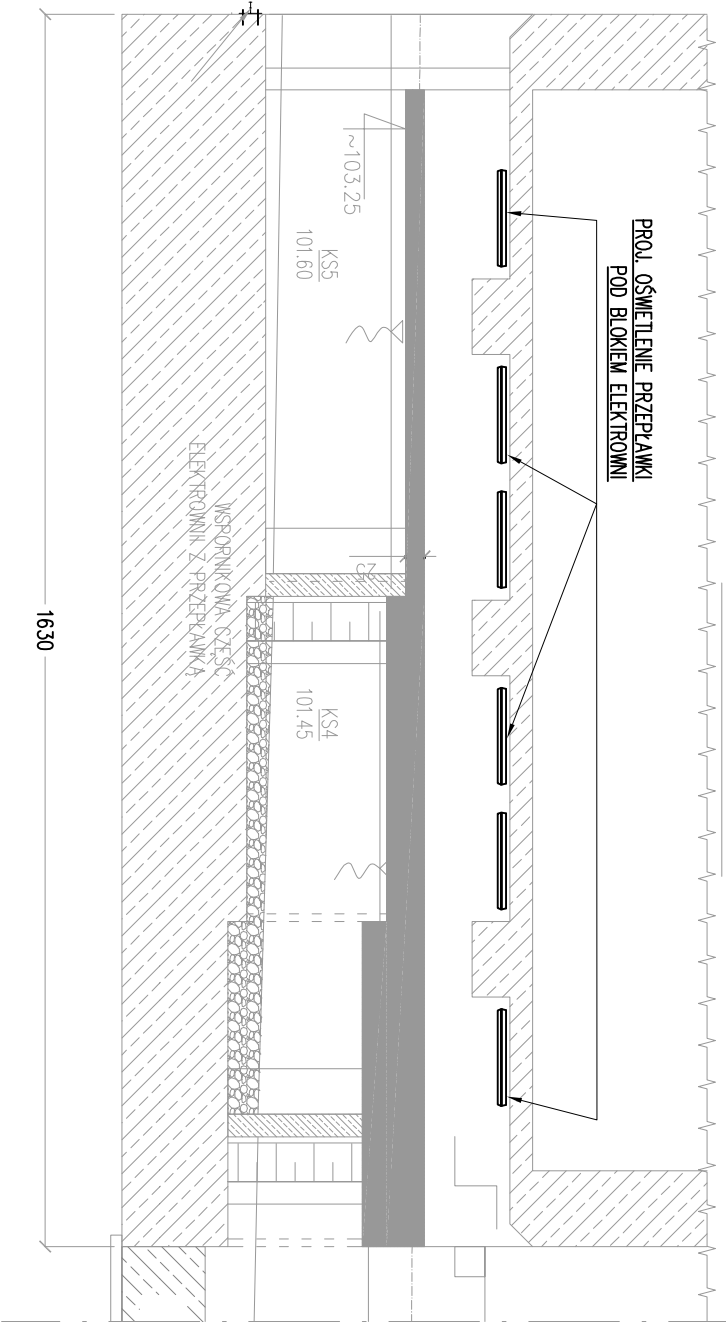 PROJ. OŚWIETLENIE PRZEPŁAWKI
POD BLOKIEM ELEKTROWNI
~103.25
KS5
101.60
25
KS4
101.45
WSPORNIKOWA CZĘŚĆ
ELEKTROWNI Z PRZEPŁAWKĄ
1630